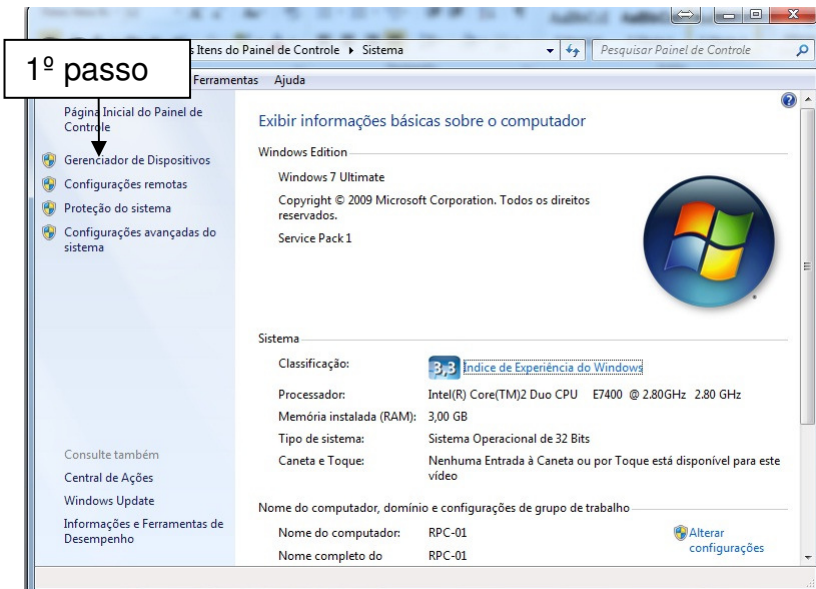 s Itens do Painel de Controle ▸ Sistema
Pesquisar Painel de Controle
1º passo
Ferramentas Ajuda
Página Inicial do Painel de
Controle
Gerenciador de Dispositivos
Configurações remotas
Proteção do sistema
Configurações avançadas do
sistema
Exibir informações básicas sobre o computador
Windows Edition
Windows 7 Ultimate
Copyright © 2009 Microsoft Corporation. Todos os direitos
reservados.
Service Pack 1
Sistema
Classificação:
3,3 Índice de Experiência do Windows
Processador: Intel(R) Core(TM)2 Duo CPU E7400 @ 2.80GHz 2.80 GHz
Memória instalada (RAM): 3,00 GB
Tipo de sistema: Sistema Operacional de 32 Bits
Caneta e Toque: Nenhuma Entrada à Caneta ou por Toque está disponível para este
vídeo
Consulte também
Central de Ações
Windows Update
Informações e Ferramentas de
Desempenho
Nome do computador, domínio e configurações de grupo de trabalho
Nome do computador: RPC-01
Alterar
configurações
Nome completo do RPC-01